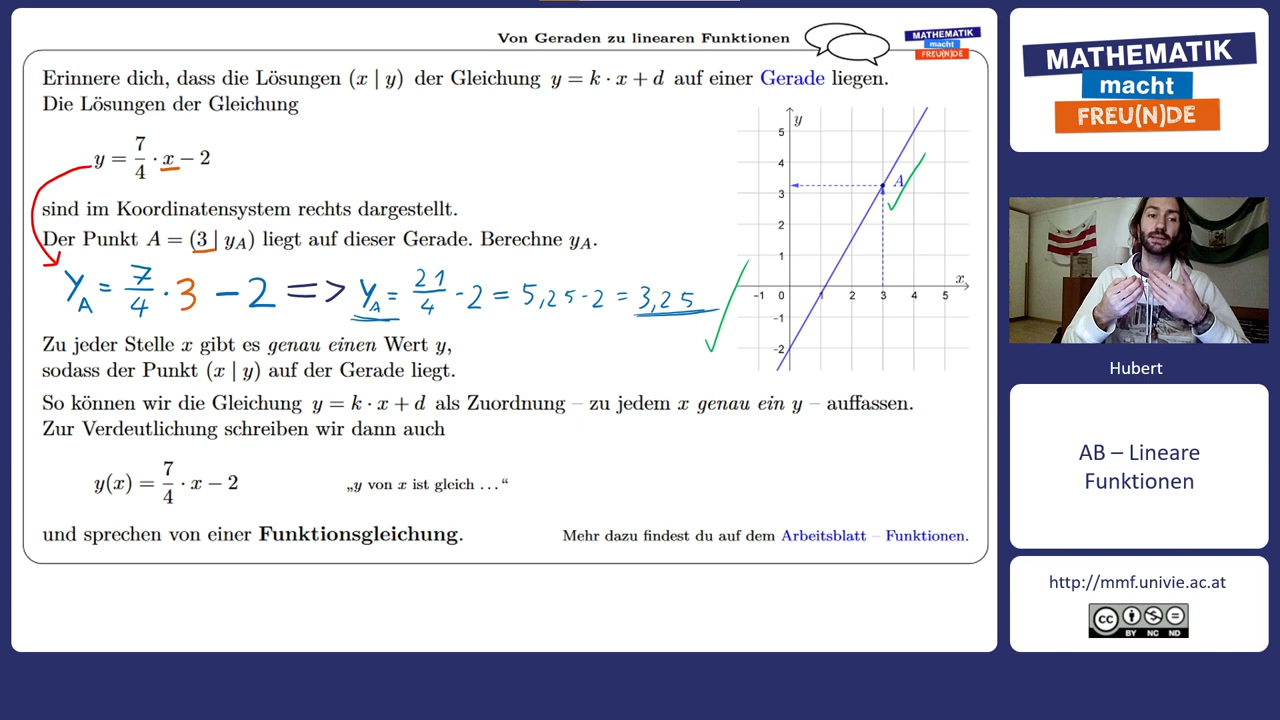 Von Geraden zu linearen Funktionen
MATHEMATIK
macht
FREU(N)DE
Erinnere dich, dass die Lösungen (x | y) der Gleichung y = k · x + d auf einer Gerade liegen.
Die Lösungen der Gleichung
y = 7/4 · x − 2
sind im Koordinatensystem rechts dargestellt.
Der Punkt A = (3 | y_A) liegt auf dieser Gerade. Berechne y_A.
y_A = 7/4 · 3 − 2 => y_A = 21/4 - 2 = 5,25 - 2 = 3,25
Zu jeder Stelle x gibt es genau einen Wert y,
sodass der Punkt (x | y) auf der Gerade liegt.
So können wir die Gleichung y = k · x + d als Zuordnung – zu jedem x genau ein y – auffassen.
Zur Verdeutlichung schreiben wir dann auch
y(x) = 7/4 · x − 2 „y von x ist gleich …“
und sprechen von einer Funktionsgleichung.
Mehr dazu findest du auf dem Arbeitsblatt – Funktionen.
y
5
4
3
2
1
A
x
-1 0 1 2 3 4 5
-1
-2
MATHEMATIK
macht
FREU(N)DE
Hubert
AB – Lineare
Funktionen
http://mmf.univie.ac.at
cc
BY NC ND